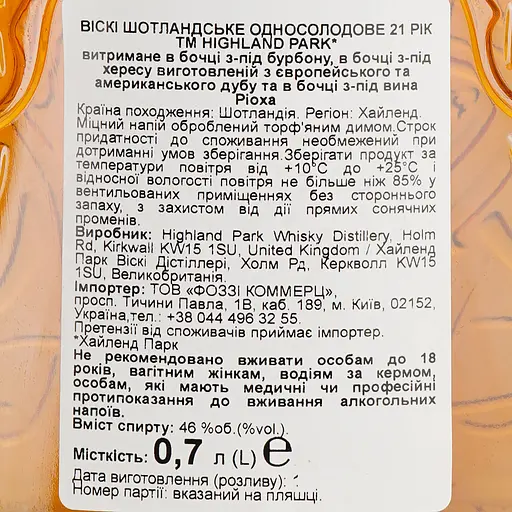 ВІСКІ ШОТЛАНДСЬКЕ ОДНОСОЛОДОВЕ 21 РІК
ТМ HIGHLAND PARK*
витримане в бочці з-під бурбону, в бочці з-під
хересу виготовленій з європейського та
американського дубу та в бочці з-під вина
Ріоха
Країна походження: Шотландія. Регіон: Хайленд.
Міцний напій оброблений торф'яним димом.Строк
придатності до споживання необмежений при
дотриманні умов зберігання.Зберігати продукт за
температури повітря від +10°С до +25°С і
відносної вологості повітря не більше ніж 85% у
вентильованих приміщеннях без стороннього
запаху, з захистом від дії прямих сонячних
променів.
Виробник: Highland Park Whisky Distillery, Holm
Rd, Kirkwall KW15 1SU, United Kingdom / Хайленд
Парк Віскі Дістіллері, Холм Рд, Керкволл KW15
1SU, Великобританія.
Імпортер: ТОВ «ФОЗЗІ КОММЕРЦ»,
просп. Тичини Павла, 1В, каб. 189, м. Київ, 02152,
Україна,тел.: +38 044 496 32 55.
Претензії від споживачів приймає імпортер.
*Хайленд Парк
Не рекомендовано вживати особам до 18
років, вагітним жінкам, водіям за кермом,
особам, які мають медичні чи професійні
протипоказання до вживання алкогольних
напоїв.
Вміст спирту: 46 %об.(%vol.).
Місткість: 0,7 л (L) e
Дата виготовлення (розливу):
Номер партії: вказаний на пляшці.